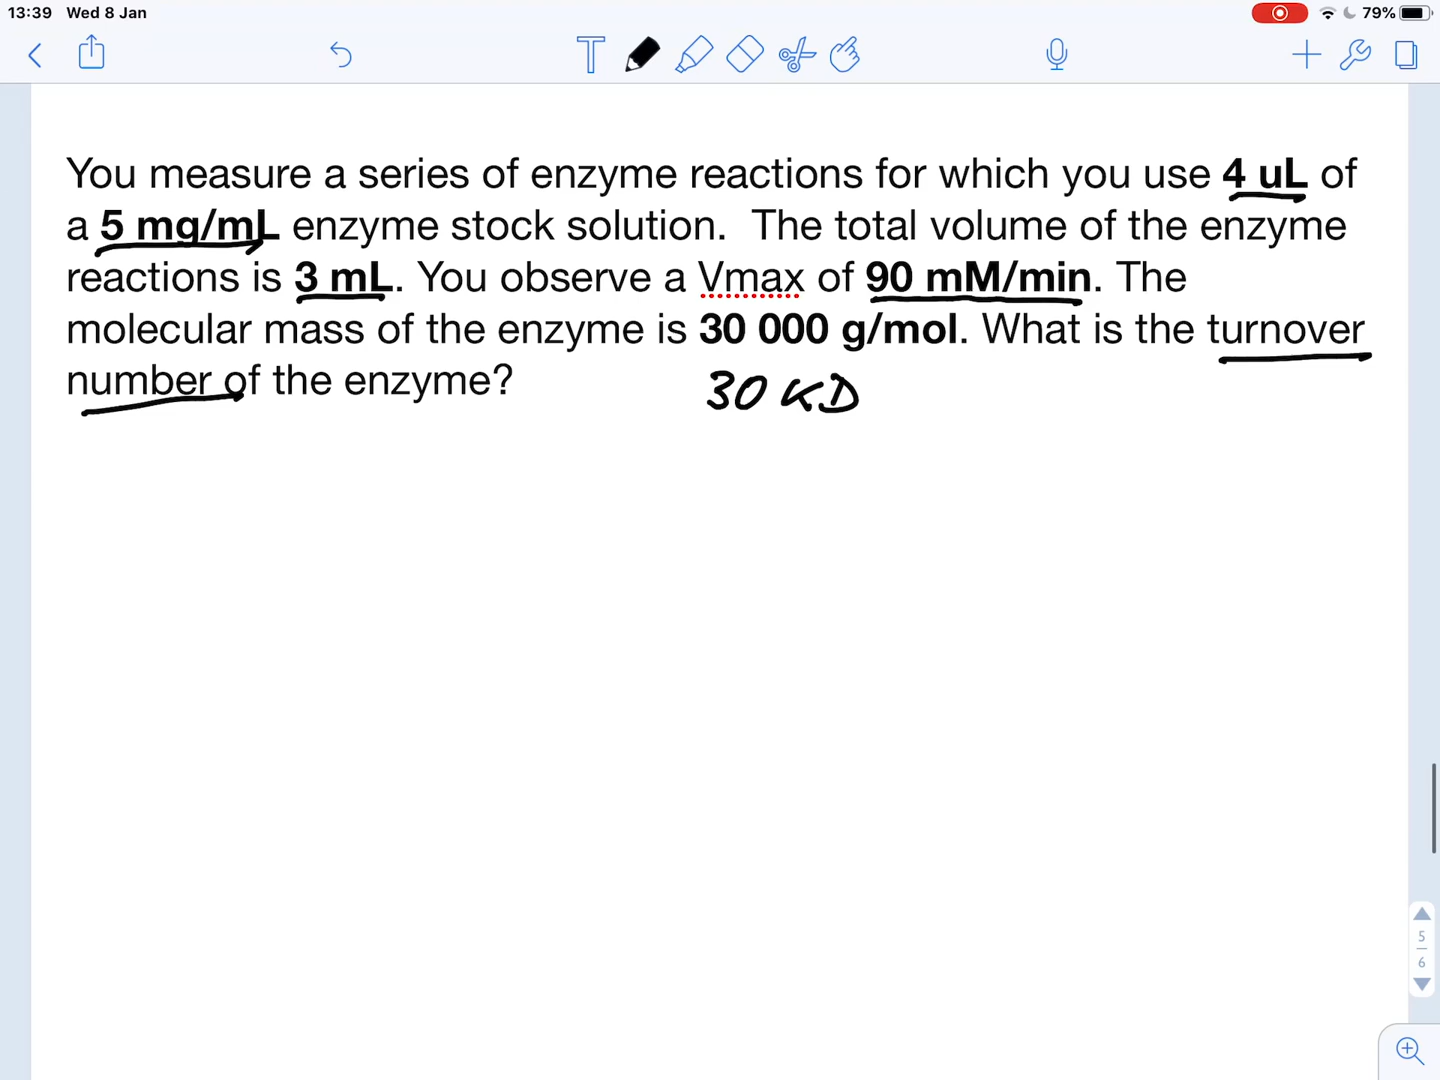 13:39 Wed 8 Jan 79%
T
You measure a series of enzyme reactions for which you use 4 uL of
a 5 mg/mL enzyme stock solution. The total volume of the enzyme
reactions is 3 mL. You observe a Vmax of 90 mM/min. The
molecular mass of the enzyme is 30 000 g/mol. What is the turnover
number of the enzyme?
30 KD
5
6